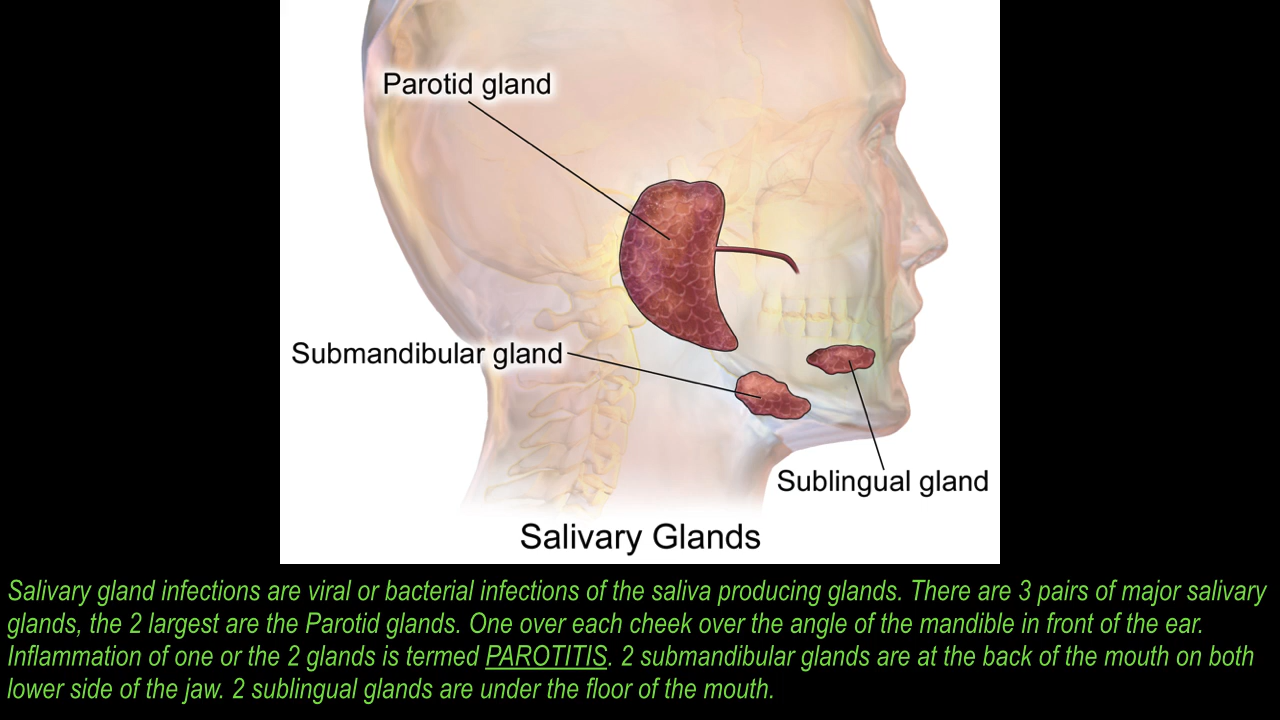 Parotid gland
Submandibular gland
Sublingual gland
Salivary Glands
Salivary gland infections are viral or bacterial infections of the saliva producing glands. There are 3 pairs of major salivary
glands, the 2 largest are the Parotid glands. One over each cheek over the angle of the mandible in front of the ear.
Inflammation of one or the 2 glands is termed PAROTITIS. 2 submandibular glands are at the back of the mouth on both
lower side of the jaw. 2 sublingual glands are under the floor of the mouth.